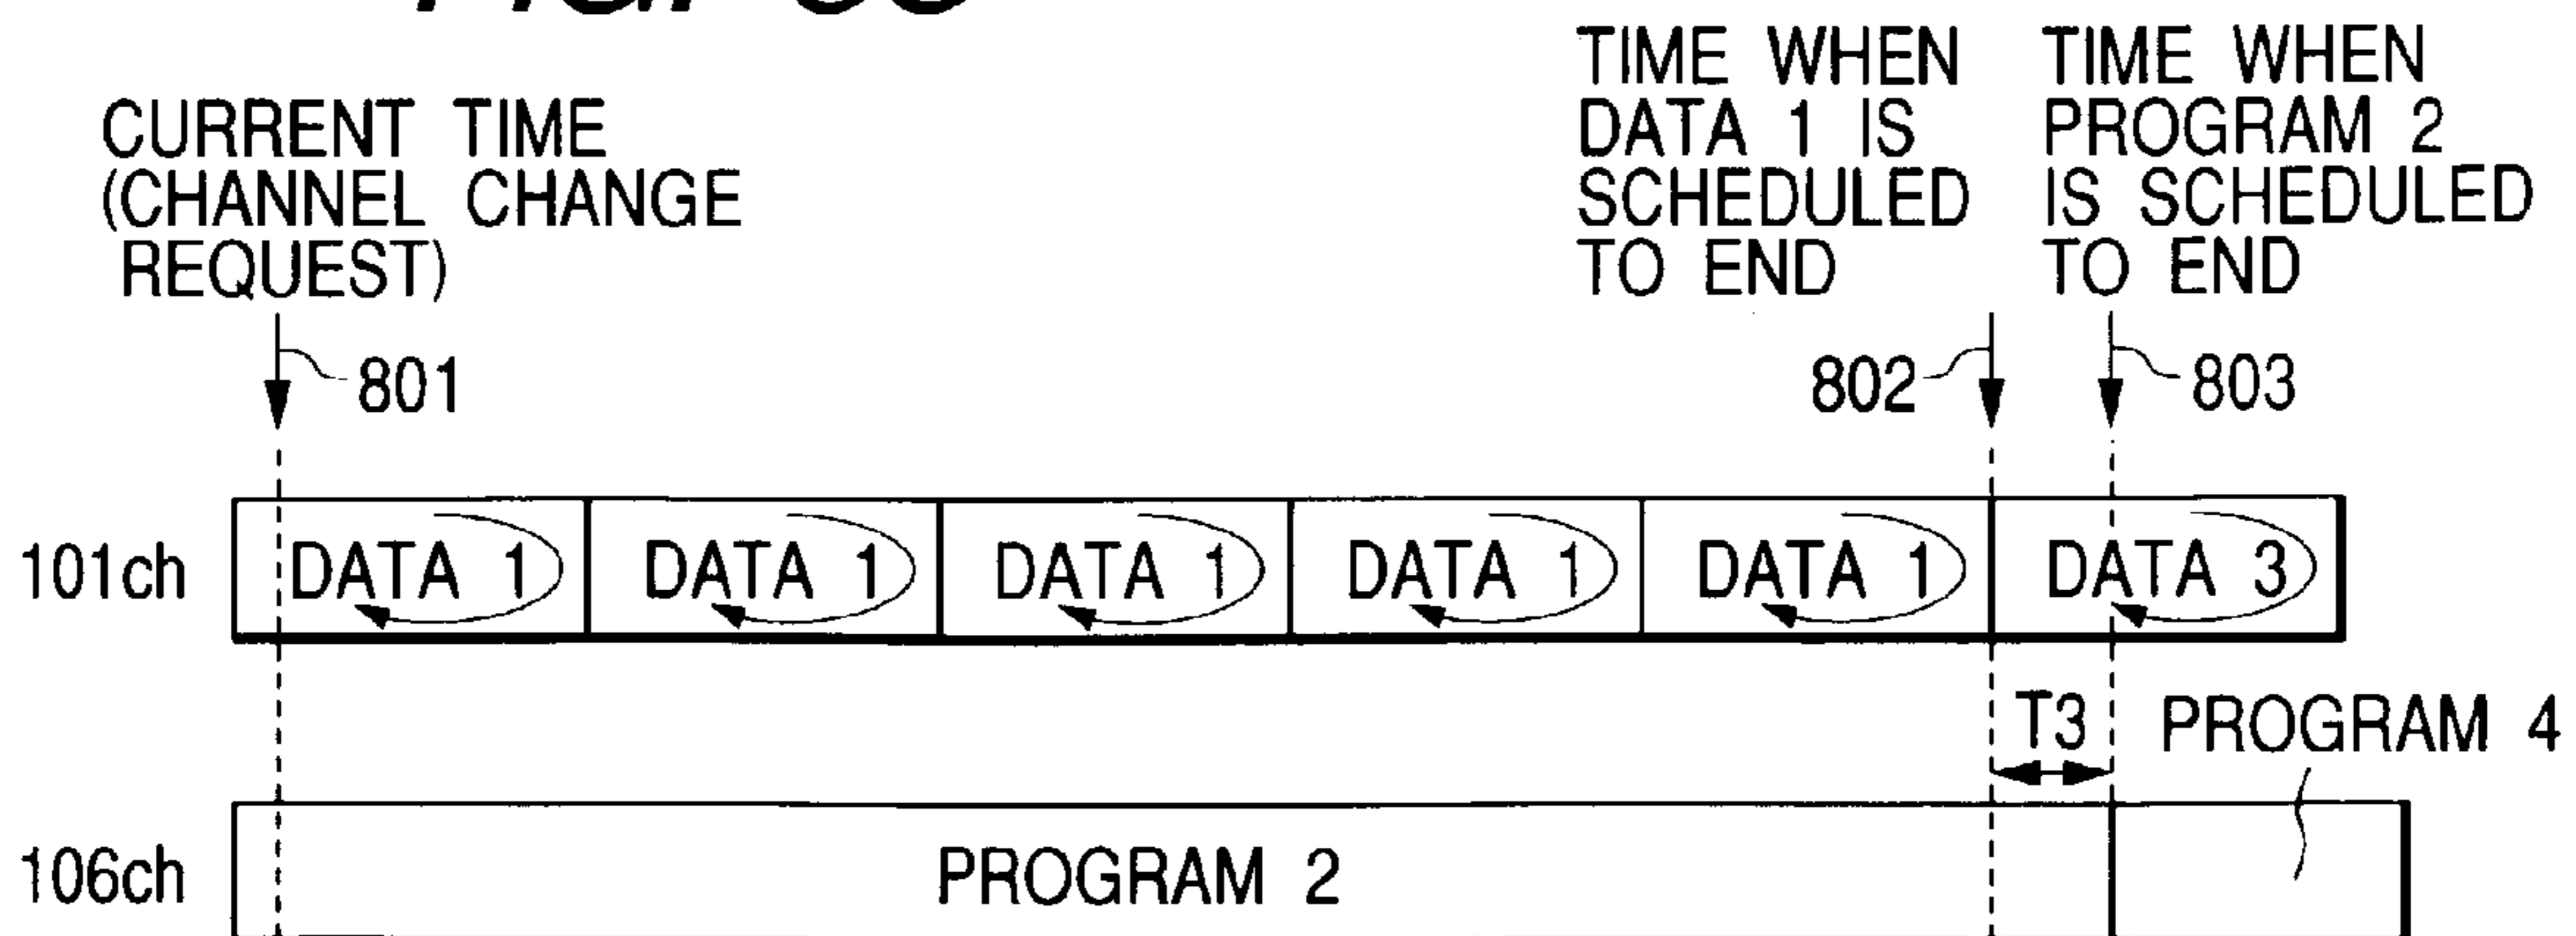 CURRENT TIME
(CHANNEL CHANGE
REQUEST)
TIME WHEN
DATA 1 IS
SCHEDULED
TO END
TIME WHEN
PROGRAM 2
IS SCHEDULED
TO END
801
802
803
101ch
DATA 1
DATA 1
DATA 1
DATA 1
DATA 1
DATA 3
T3
PROGRAM 4
106ch
PROGRAM 2